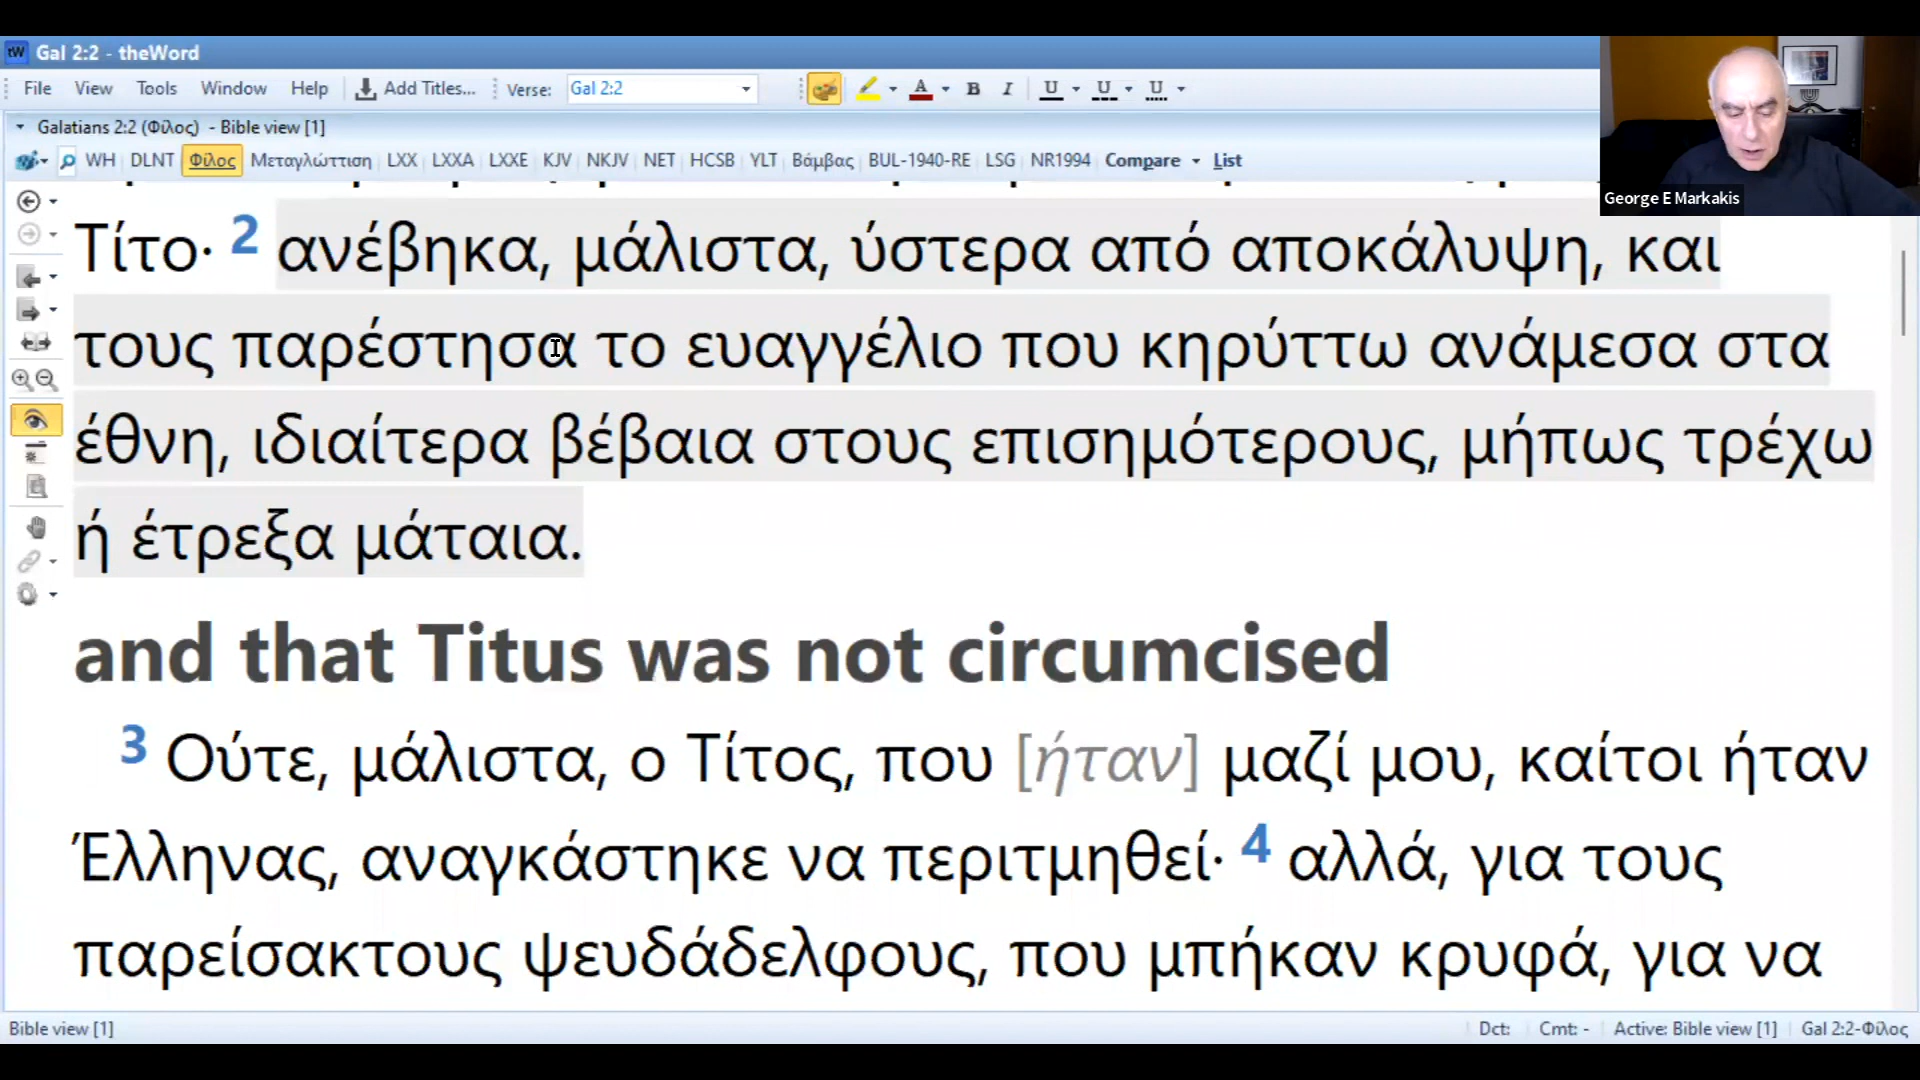 Gal 2:2 - theWord
File View Tools Window Help Add Titles... Verse: Gal 2:2 A B I U U U
Galatians 2:2 (Φίλος) - Bible view [1]
WH DLNT Φίλος Μεταγλώττιση LXX LXXA LXXE KJV NKJV NET HCSB YLT Βάμβας BUL-1940-RE LSG NR1994 Compare List
George E Markakis
Τίτο· 2 ανέβηκα, μάλιστα, ύστερα από αποκάλυψη, και
τους παρέστησα το ευαγγέλιο που κηρύττω ανάμεσα στα
έθνη, ιδιαίτερα βέβαια στους επισημότερους, μήπως τρέχω
ή έτρεξα μάταια.
and that Titus was not circumcised
3 Ούτε, μάλιστα, ο Τίτος, που [ήταν] μαζί μου, καίτοι ήταν
Έλληνας, αναγκάστηκε να περιτμηθεί· 4 αλλά, για τους
παρείσακτους ψευδάδελφους, που μπήκαν κρυφά, για να
Bible view [1] Dct: Cmt: - Active: Bible view [1] Gal 2:2-Φίλος